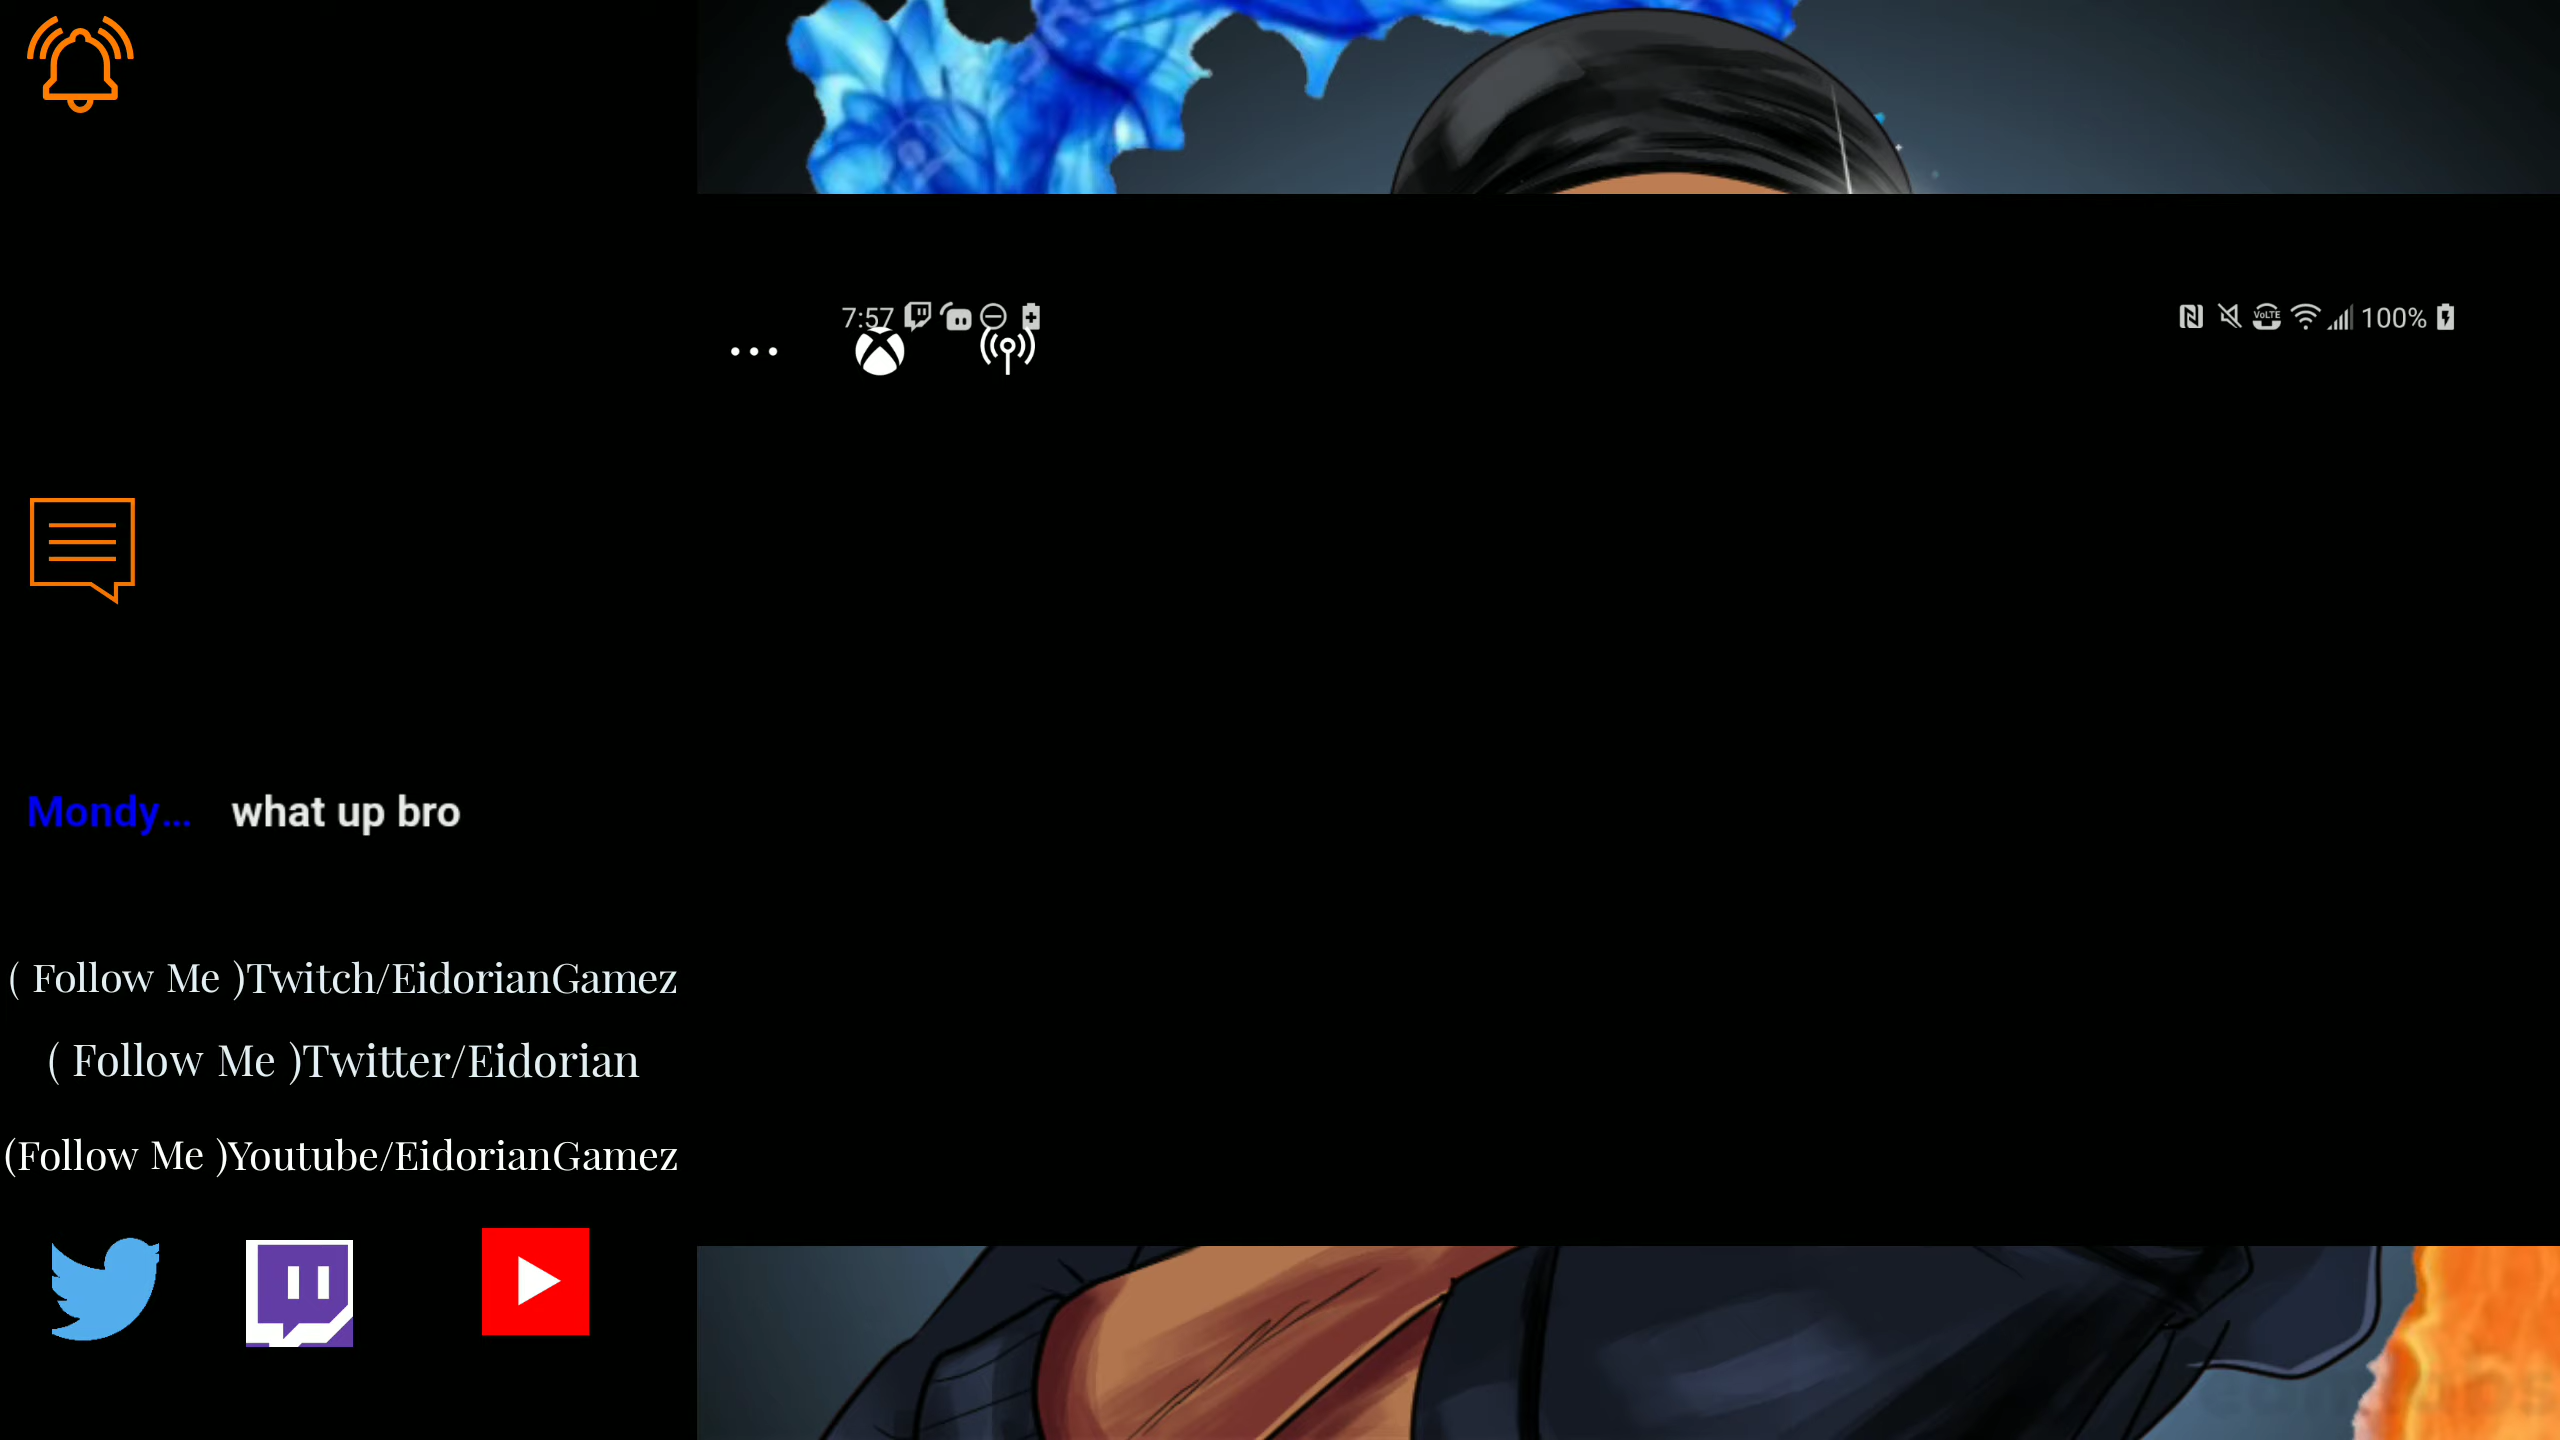 7:57
VoLTE
100%
Mondy... what up bro
( Follow Me )Twitch/EidorianGamez
( Follow Me )Twitter/Eidorian
(Follow Me )Youtube/EidorianGamez